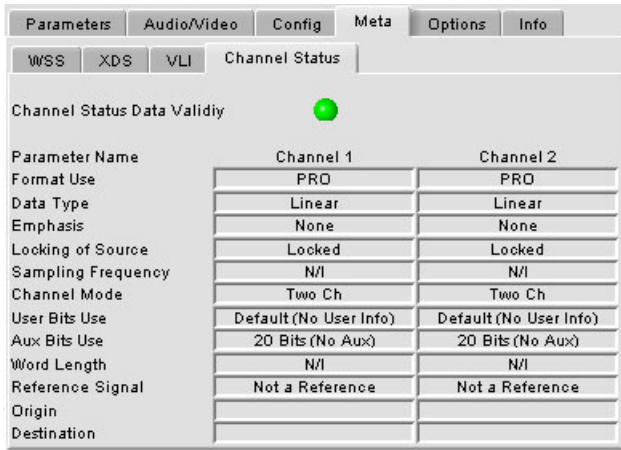 Parameters Audio/Video Config Meta Options Info
WSS XDS VLI Channel Status
Channel Status Data Validiy
Parameter Name Channel 1 Channel 2
Format Use PRO PRO
Data Type Linear Linear
Emphasis None None
Locking of Source Locked Locked
Sampling Frequency N/I N/I
Channel Mode Two Ch Two Ch
User Bits Use Default (No User Info) Default (No User Info)
Aux Bits Use 20 Bits (No Aux) 20 Bits (No Aux)
Word Length N/I N/I
Reference Signal Not a Reference Not a Reference
Origin
Destination